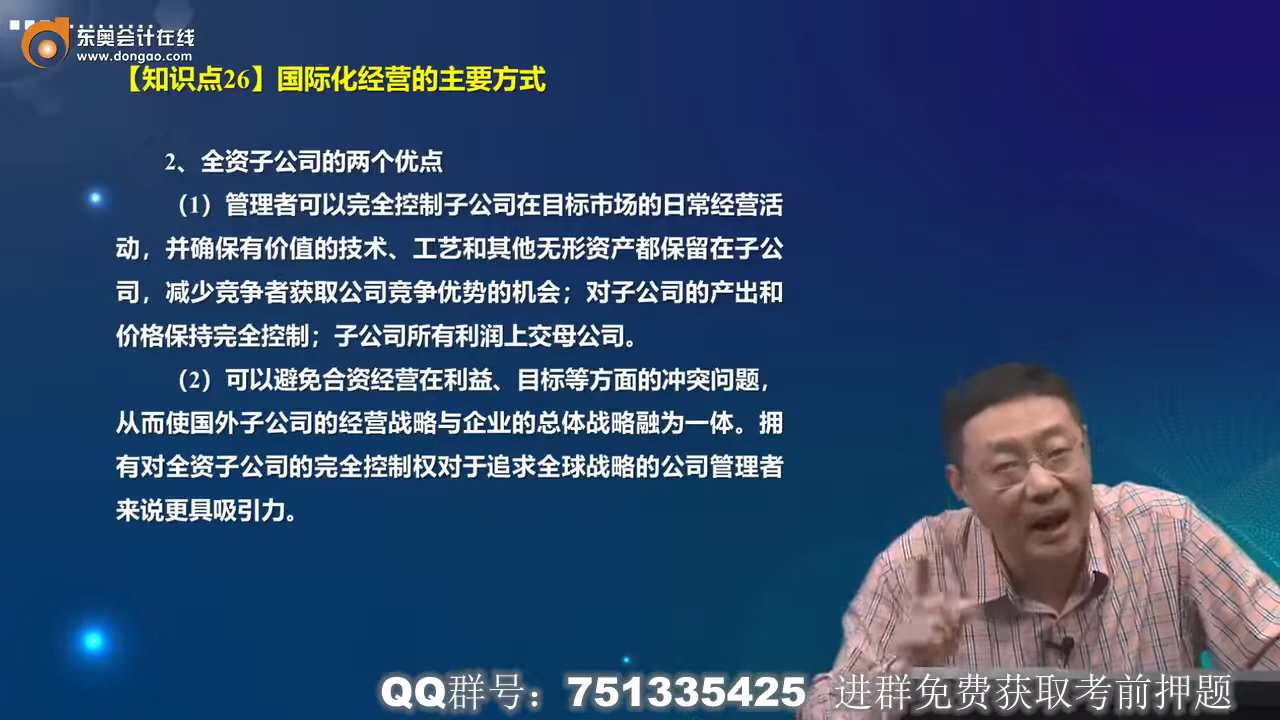 东奥会计在线
www.dongao.com
【知识点26】国际化经营的主要方式
2、全资子公司的两个优点
（1）管理者可以完全控制子公司在目标市场的日常经营活
动，并确保有价值的技术、工艺和其他无形资产都保留在子公
司，减少竞争者获取公司竞争优势的机会；对子公司的产出和
价格保持完全控制；子公司所有利润上交母公司。
（2）可以避免合资经营在利益、目标等方面的冲突问题，
从而使国外子公司的经营战略与企业的总体战略融为一体。拥
有对全资子公司的完全控制权对于追求全球战略的公司管理者
来说更具吸引力。
QQ群号：751335425 进群免费获取考前押题